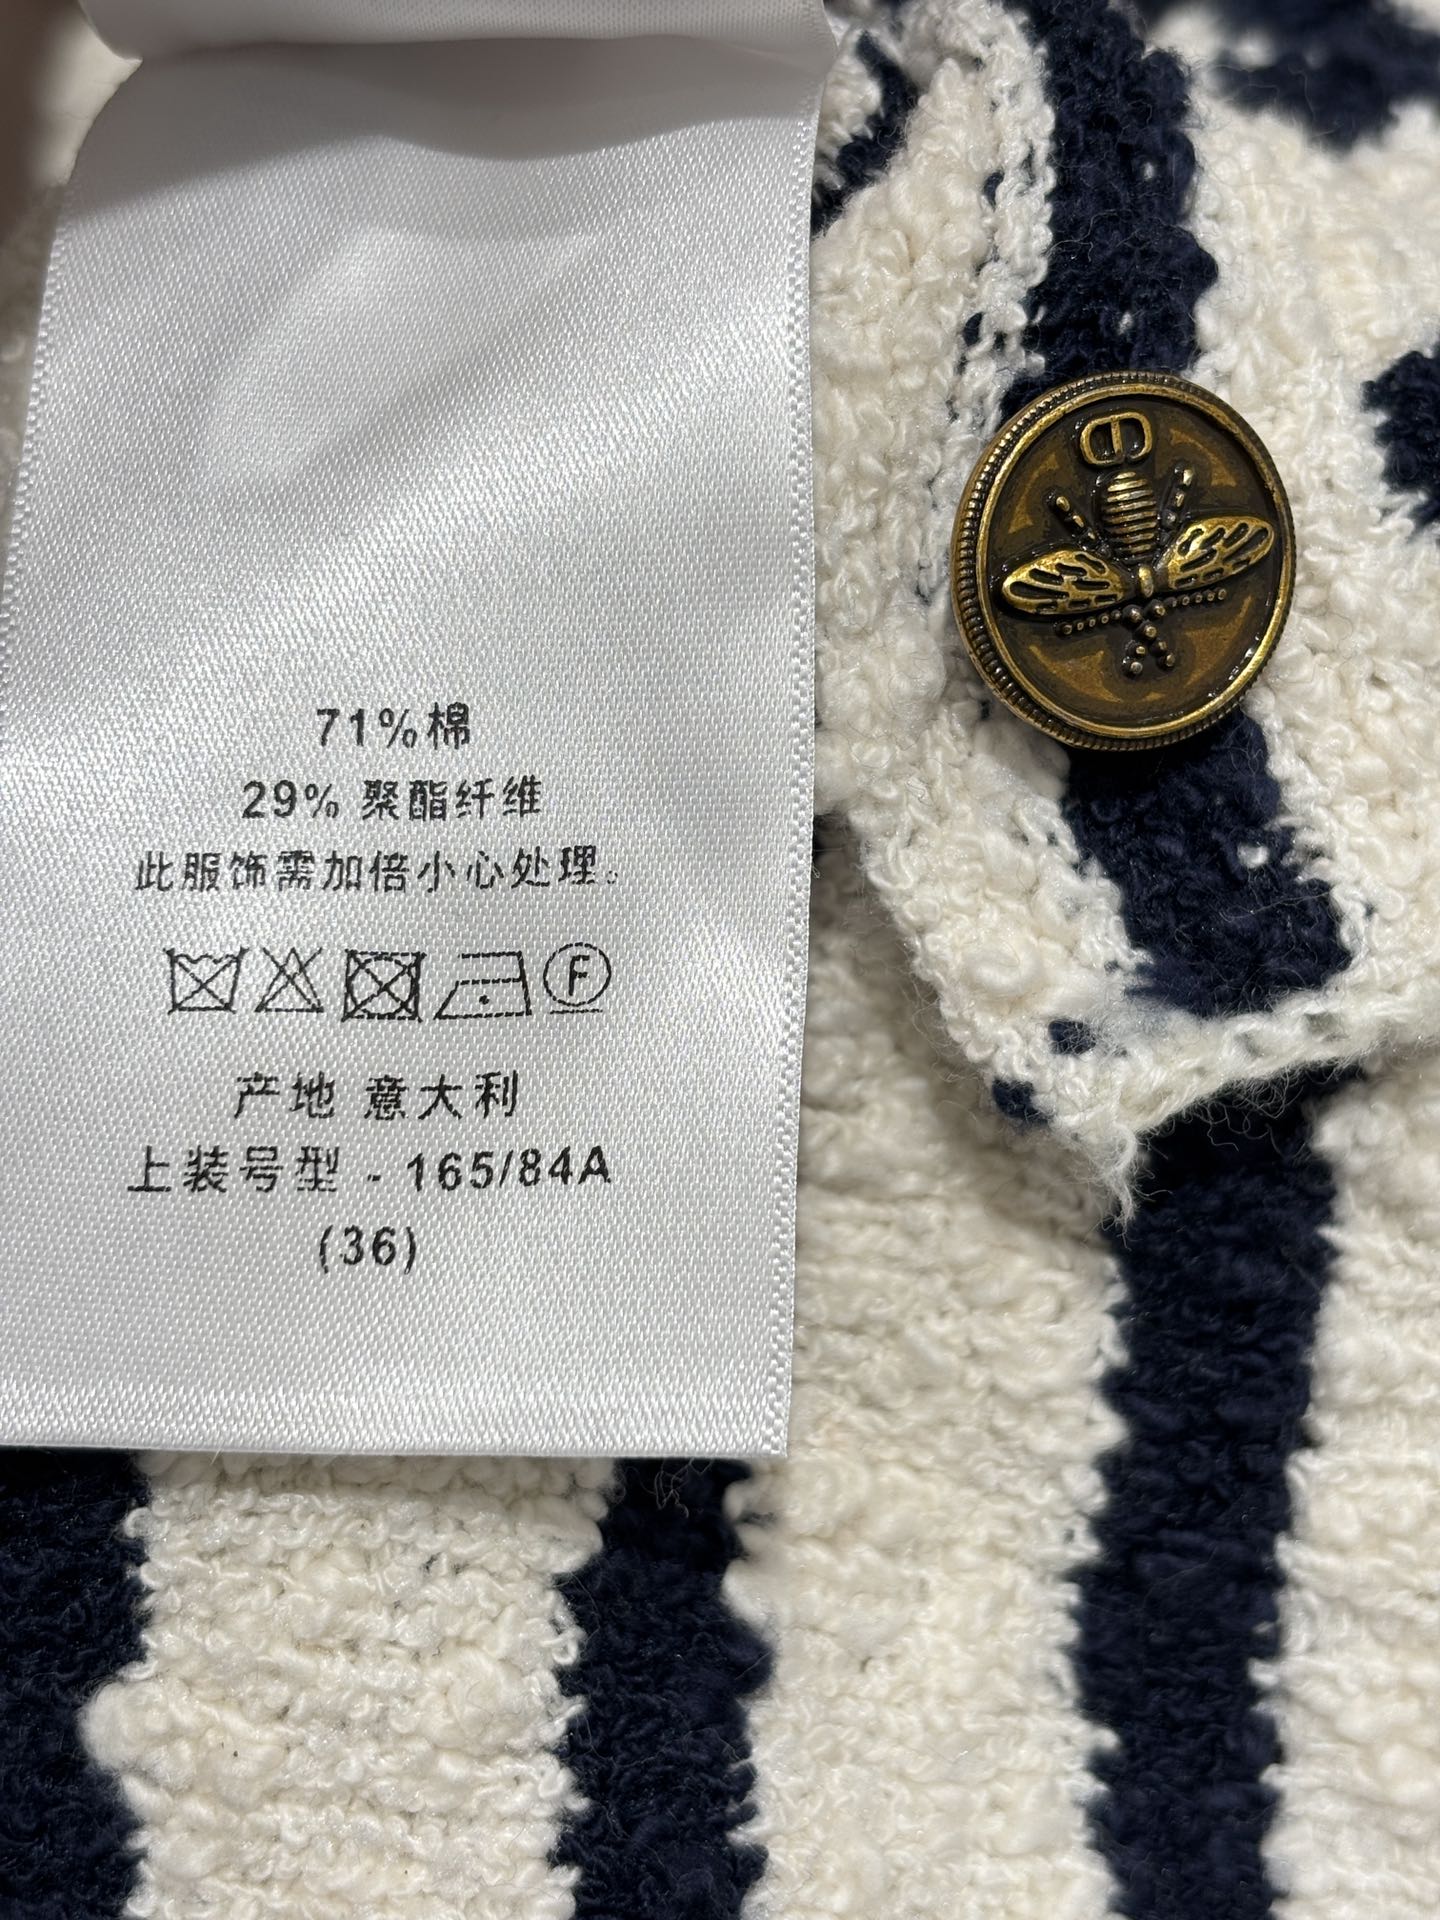 71%棉
29% 聚酯纤维
此服饰需加倍小心处理。
F
产地 意大利
上装号型 - 165/84A
(36)
CD